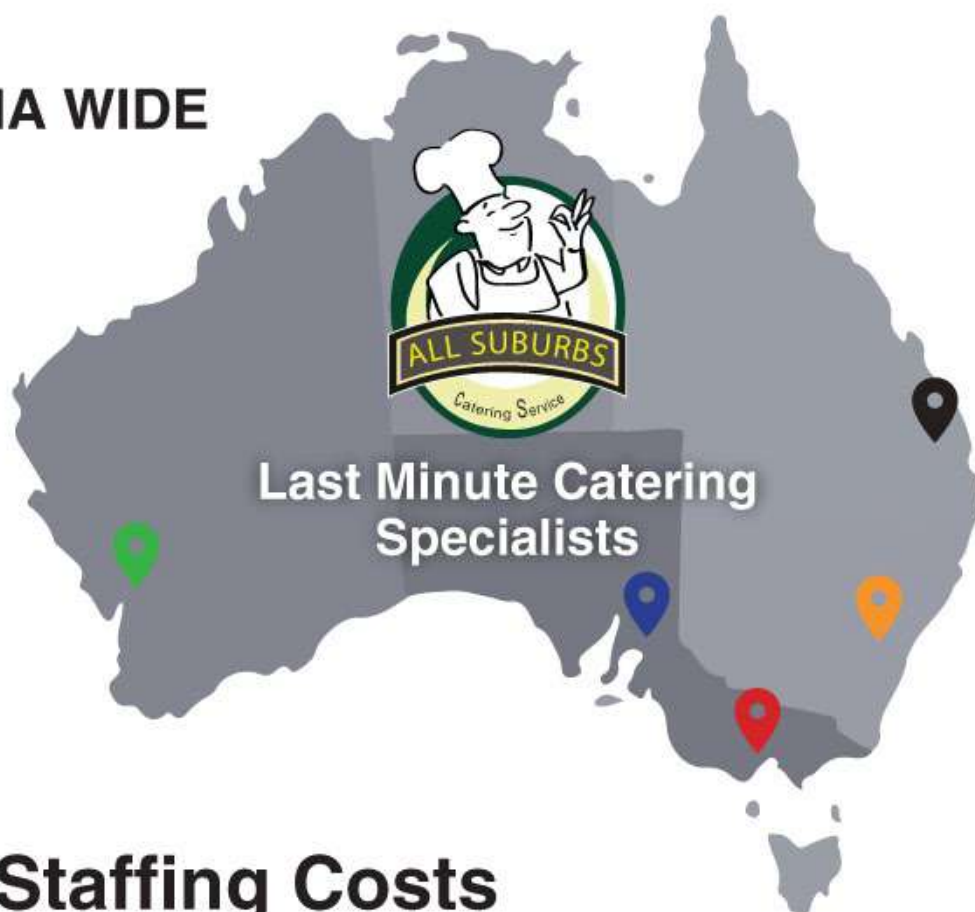 IA WIDE
ALL SUBURBS
Catering Service
Last Minute Catering
Specialists
Staffing Costs